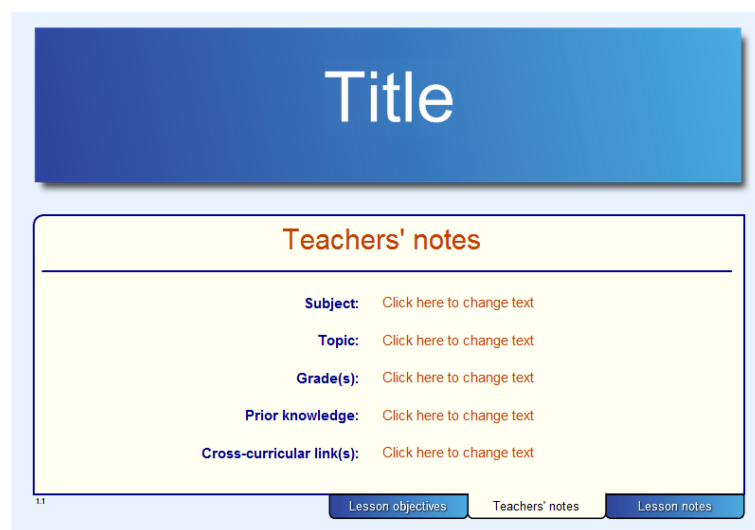 Title
Teachers' notes
Subject: Click here to change text
Topic: Click here to change text
Grade(s): Click here to change text
Prior knowledge: Click here to change text
Cross-curricular link(s): Click here to change text
1.1 Lesson objectives Teachers' notes Lesson notes